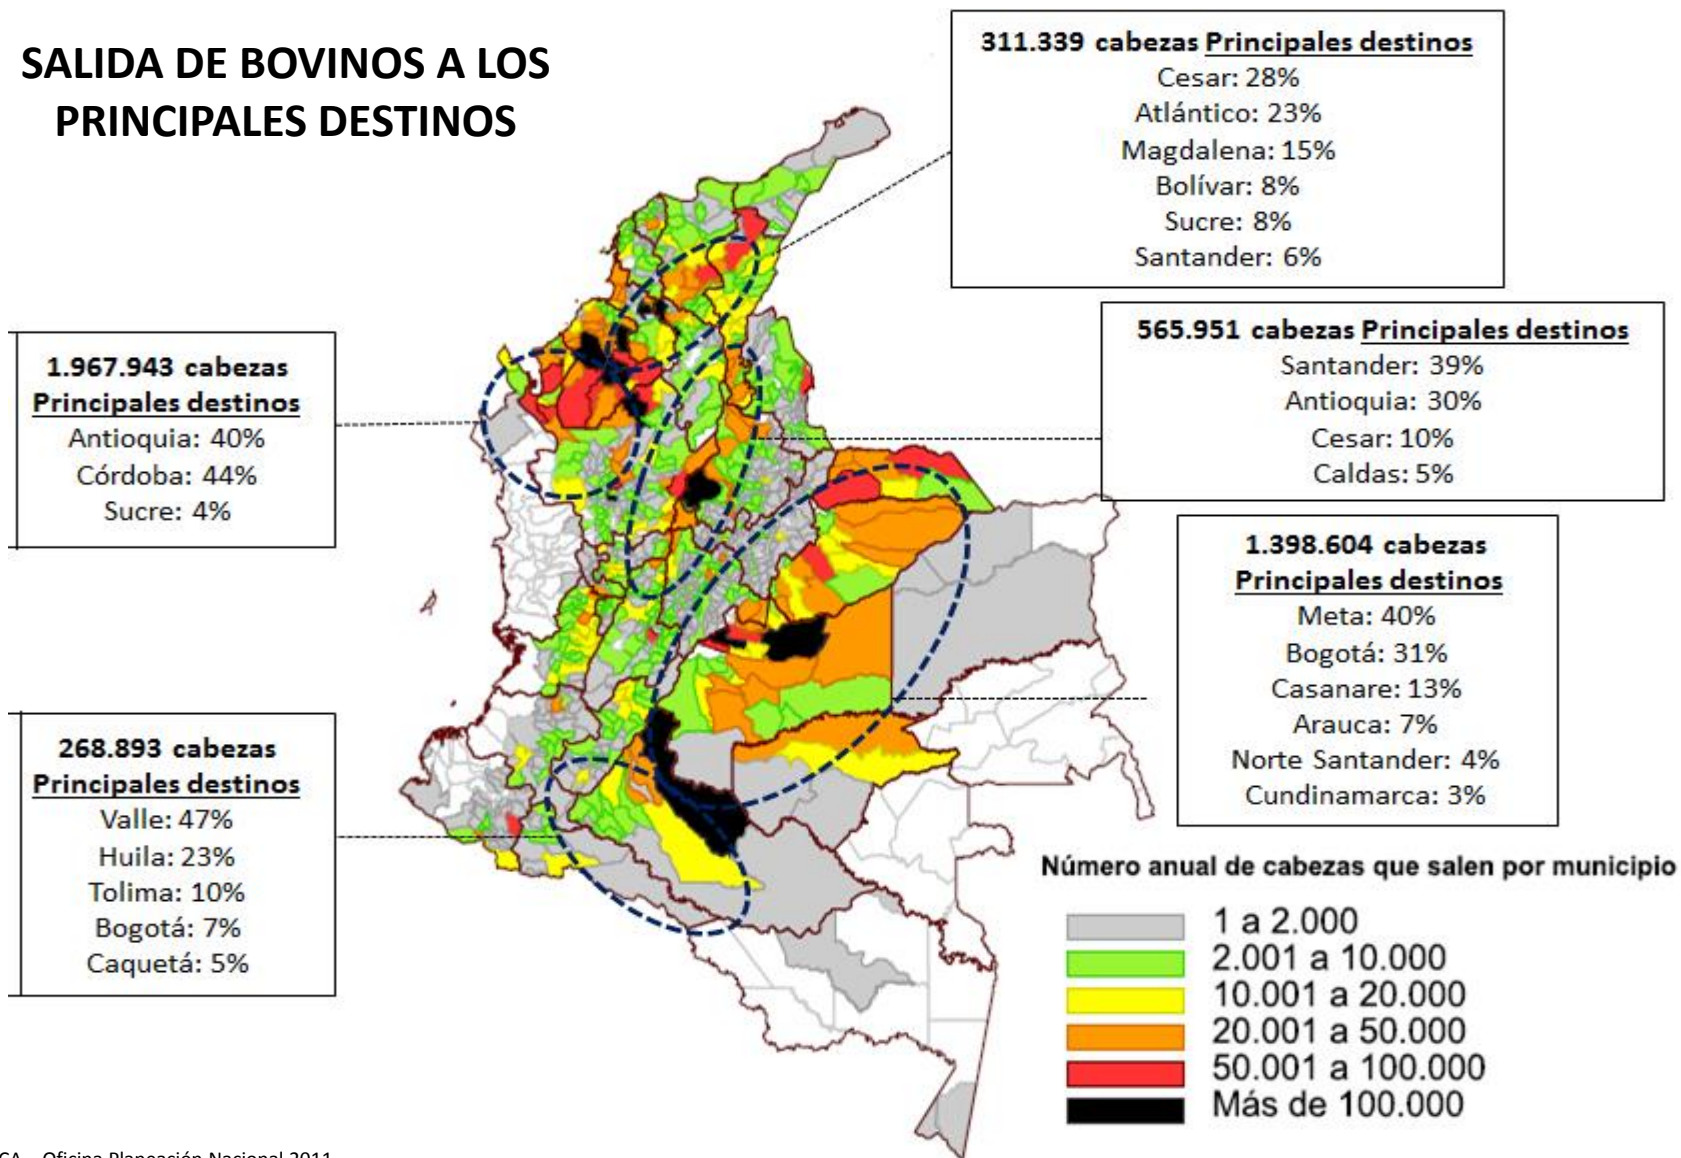 SALIDA DE BOVINOS A LOS
PRINCIPALES DESTINOS
311.339 cabezas Principales destinos
Cesar: 28%
Atlántico: 23%
Magdalena: 15%
Bolívar: 8%
Sucre: 8%
Santander: 6%
565.951 cabezas Principales destinos
Santander: 39%
Antioquia: 30%
Cesar: 10%
Caldas: 5%
1.967.943 cabezas
Principales destinos
Antioquia: 40%
Córdoba: 44%
Sucre: 4%
1.398.604 cabezas
Principales destinos
Meta: 40%
Bogotá: 31%
Casanare: 13%
Arauca: 7%
Norte Santander: 4%
Cundinamarca: 3%
268.893 cabezas
Principales destinos
Valle: 47%
Huila: 23%
Tolima: 10%
Bogotá: 7%
Caquetá: 5%
Número anual de cabezas que salen por municipio
1 a 2.000
2.001 a 10.000
10.001 a 20.000
20.001 a 50.000
50.001 a 100.000
Más de 100.000
Oficina Planeación Nacional 2011